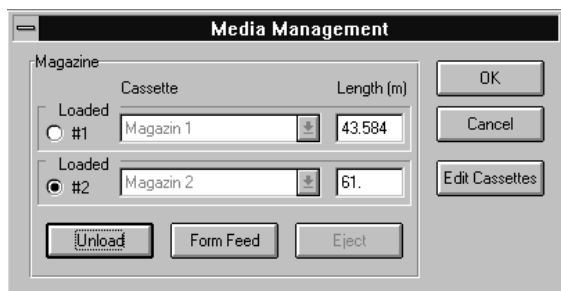 Media Management
Magazine
Cassette Length (m)
Loaded
#1 Magazin 1 43.584
Loaded
#2 Magazin 2 61.
Unload Form Feed Eject
OK
Cancel
Edit Cassettes